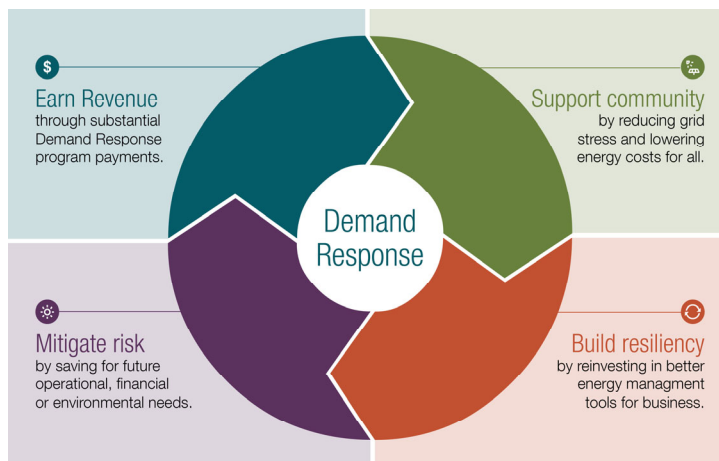 $
Earn Revenue
through substantial
Demand Response
program payments.
Support community
by reducing grid
stress and lowering
energy costs for all.
Demand
Response
Mitigate risk
by saving for future
operational, financial
or environmental needs.
Build resiliency
by reinvesting in better
energy managment
tools for business.